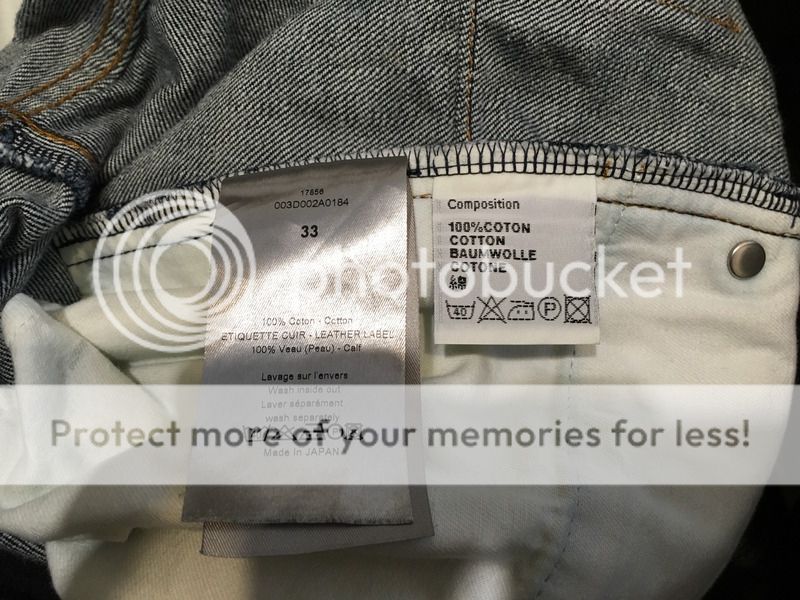 17856
003D002A0184
33
100% Coton - Cotton
ETIQUETTE CUIR - LEATHER LABEL
100% Veau (Peau) - Calf
Lavage sur l'envers
Wash inside out
Laver séparément
wash separately
Made In JAPAN
Composition
100%COTON
COTTON
BAUMWOLLE
COTONE
綿
40
P
photobucket
Protect more of your memories for less!